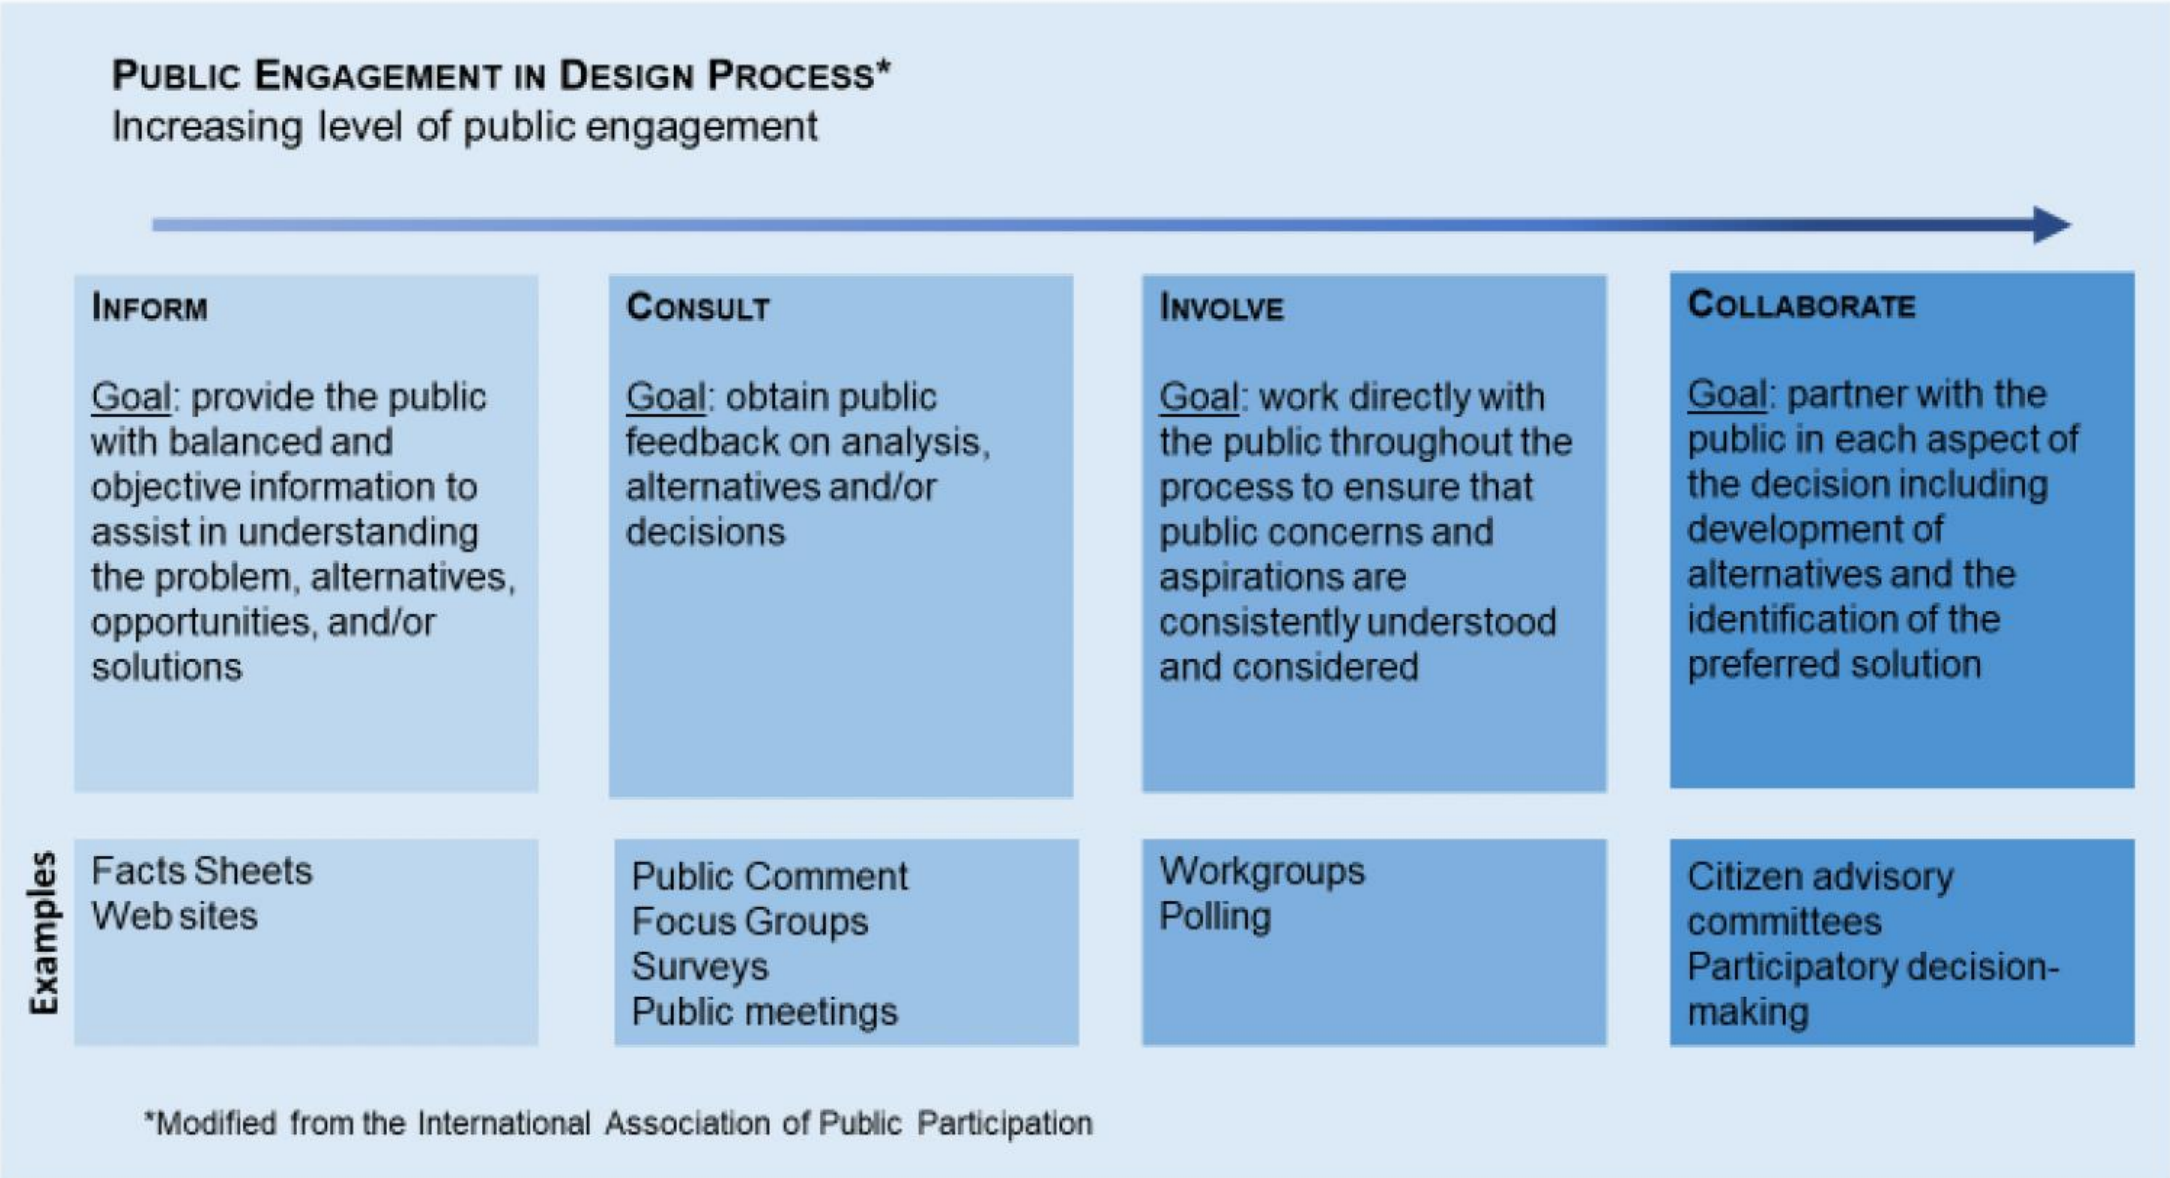 PUBLIC ENGAGEMENT IN DESIGN PROCESS*
Increasing level of public engagement
INFORM
Goal: provide the public
with balanced and
objective information to
assist in understanding
the problem, alternatives,
opportunities, and/or
solutions
CONSULT
Goal: obtain public
feedback on analysis,
alternatives and/or
decisions
INVOLVE
Goal: work directly with
the public throughout the
process to ensure that
public concerns and
aspirations are
consistently understood
and considered
COLLABORATE
Goal: partner with the
public in each aspect of
the decision including
development of
alternatives and the
identification of the
preferred solution
Examples
Facts Sheets
Web sites
Public Comment
Focus Groups
Surveys
Public meetings
Workgroups
Polling
Citizen advisory
committees
Participatory decision-
making
*Modified from the International Association of Public Participation